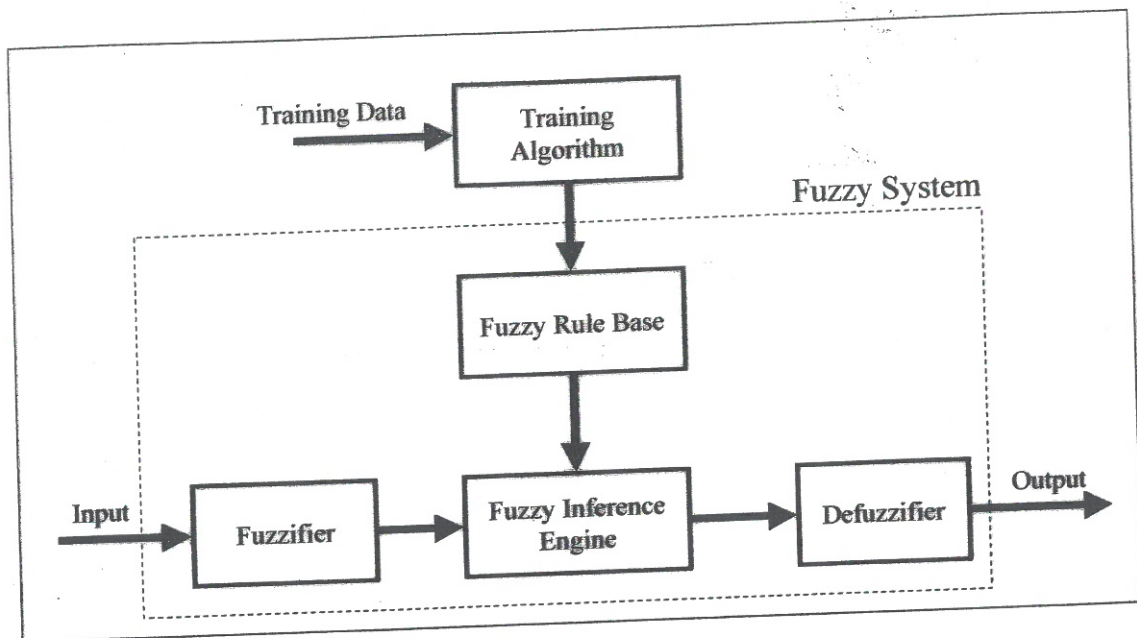 Training Data
Training
Algorithm
Fuzzy System
Fuzzy Rule Base
Input
Fuzzifier
Fuzzy Inference
Engine
Defuzzifier
Output